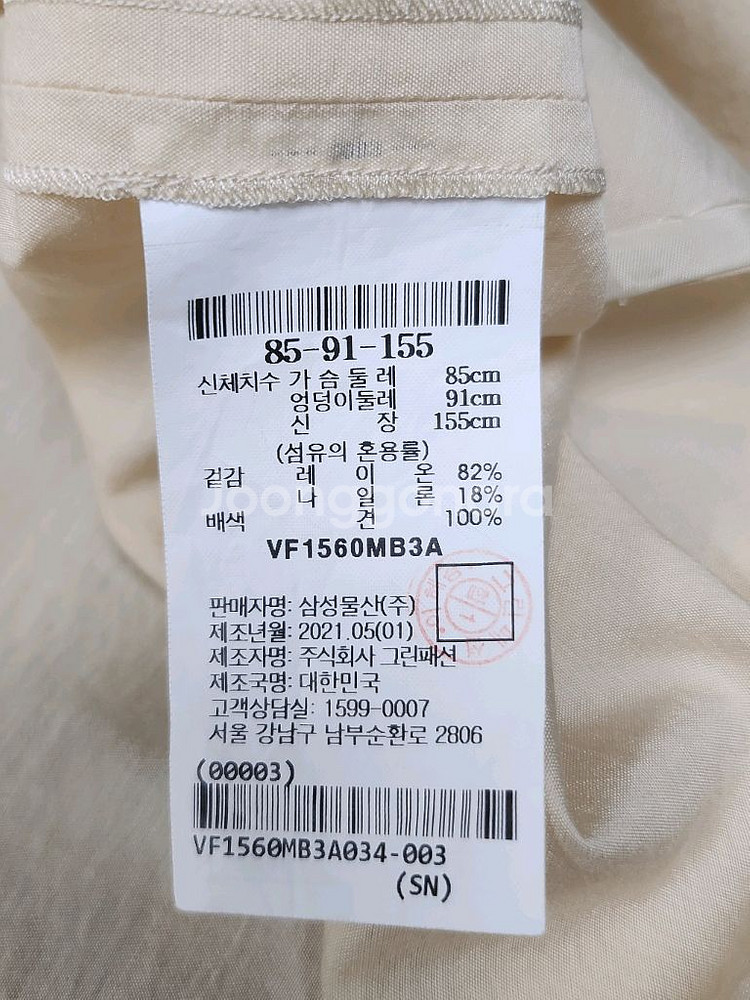 85-91-155
신체치수 가 슴 둘 레 85cm
엉덩이둘레 91cm
신 장 155cm
(섬유의 혼용률)
겉감 레 이 온 82%
나 일 론 18%
배색 견 100%
Joonggonara
VF1560MB3A
판매자명: 삼성물산(주)
제조년월: 2021.05(01)
제조자명: 주식회사 그린패션
제조국명: 대한민국
고객상담실: 1599-0007
서울 강남구 남부순환로 2806
(00003)
VF1560MB3A034-003
(SN)